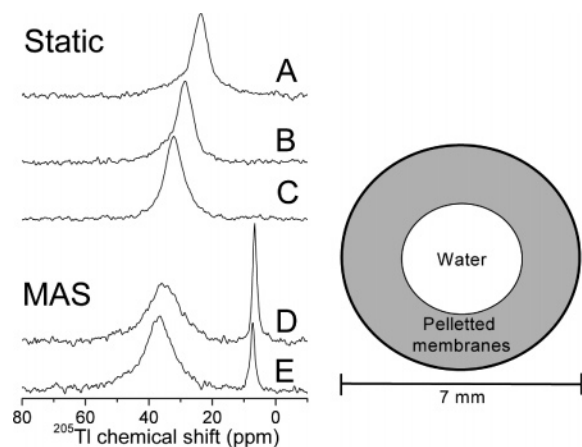 Static
A
B
C
MAS
D
E
80 60 40 20 0
²⁰⁵Tl chemical shift (ppm)
Water
Pelletted
membranes
7 mm